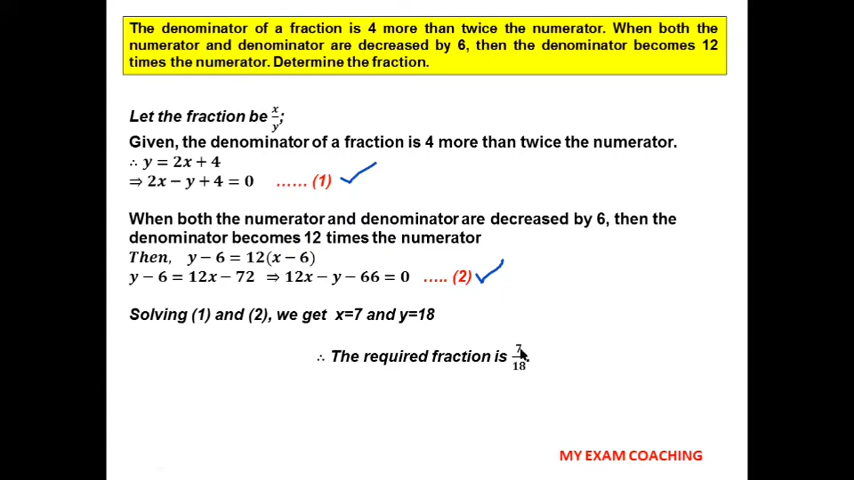 The denominator of a fraction is 4 more than twice the numerator. When both the
numerator and denominator are decreased by 6, then the denominator becomes 12
times the numerator. Determine the fraction.
Let the fraction be x/y;
Given, the denominator of a fraction is 4 more than twice the numerator.
∴ y = 2x + 4
⇒ 2x − y + 4 = 0 …… (1)
When both the numerator and denominator are decreased by 6, then the
denominator becomes 12 times the numerator
Then, y − 6 = 12(x − 6)
y − 6 = 12x − 72 ⇒ 12x − y − 66 = 0 ….. (2)
Solving (1) and (2), we get x=7 and y=18
∴ The required fraction is 7/18.
MY EXAM COACHING